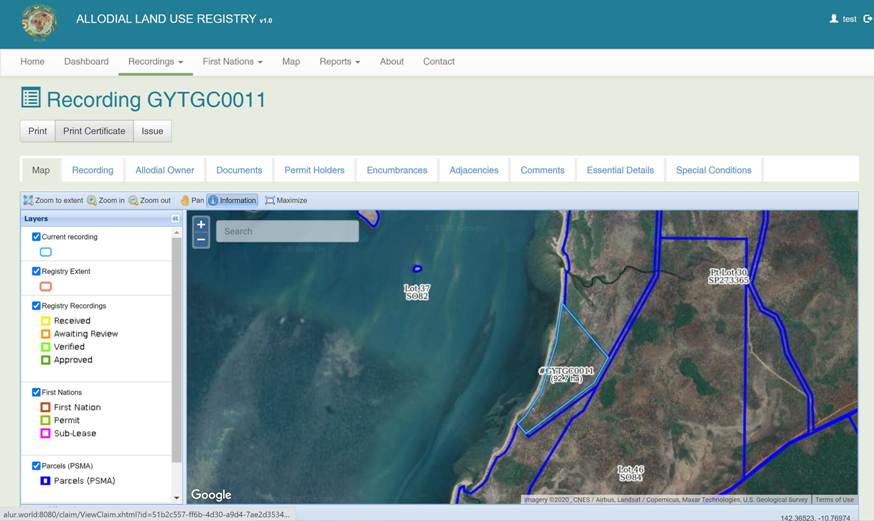 ALLODIAL LAND USE REGISTRY v1.0
test
Home Dashboard Recordings First Nations Map Reports About Contact
Recording GYTGC0011
Print Print Certificate Issue
Map Recording Allodial Owner Documents Permit Holders Encumbrances Adjacencies Comments Essential Details Special Conditions
Zoom to extent Zoom in Zoom out Pan Information Maximize
Layers
Current recording
Registry Extent
Registry Recordings
Received
Awaiting Review
Verified
Approved
First Nations
First Nation
Permit
Sub-Lease
Parcels (PSMA)
Parcels (PSMA)
+
−
Search
Lot 37
SO82
Pt Lot 30
SP273365
#GYTGC0011
(92.7 ha)
Lot 46
SO84
Google
Imagery ©2020 , CNES / Airbus, Landsat / Copernicus, Maxar Technologies, U.S. Geological Survey
Terms of Use
alur.world:8080/claim/ViewClaim.xhtml?id=51b2c557-ff6b-4d30-a9d4-7ae2d3534...
142.36523, -10.76974